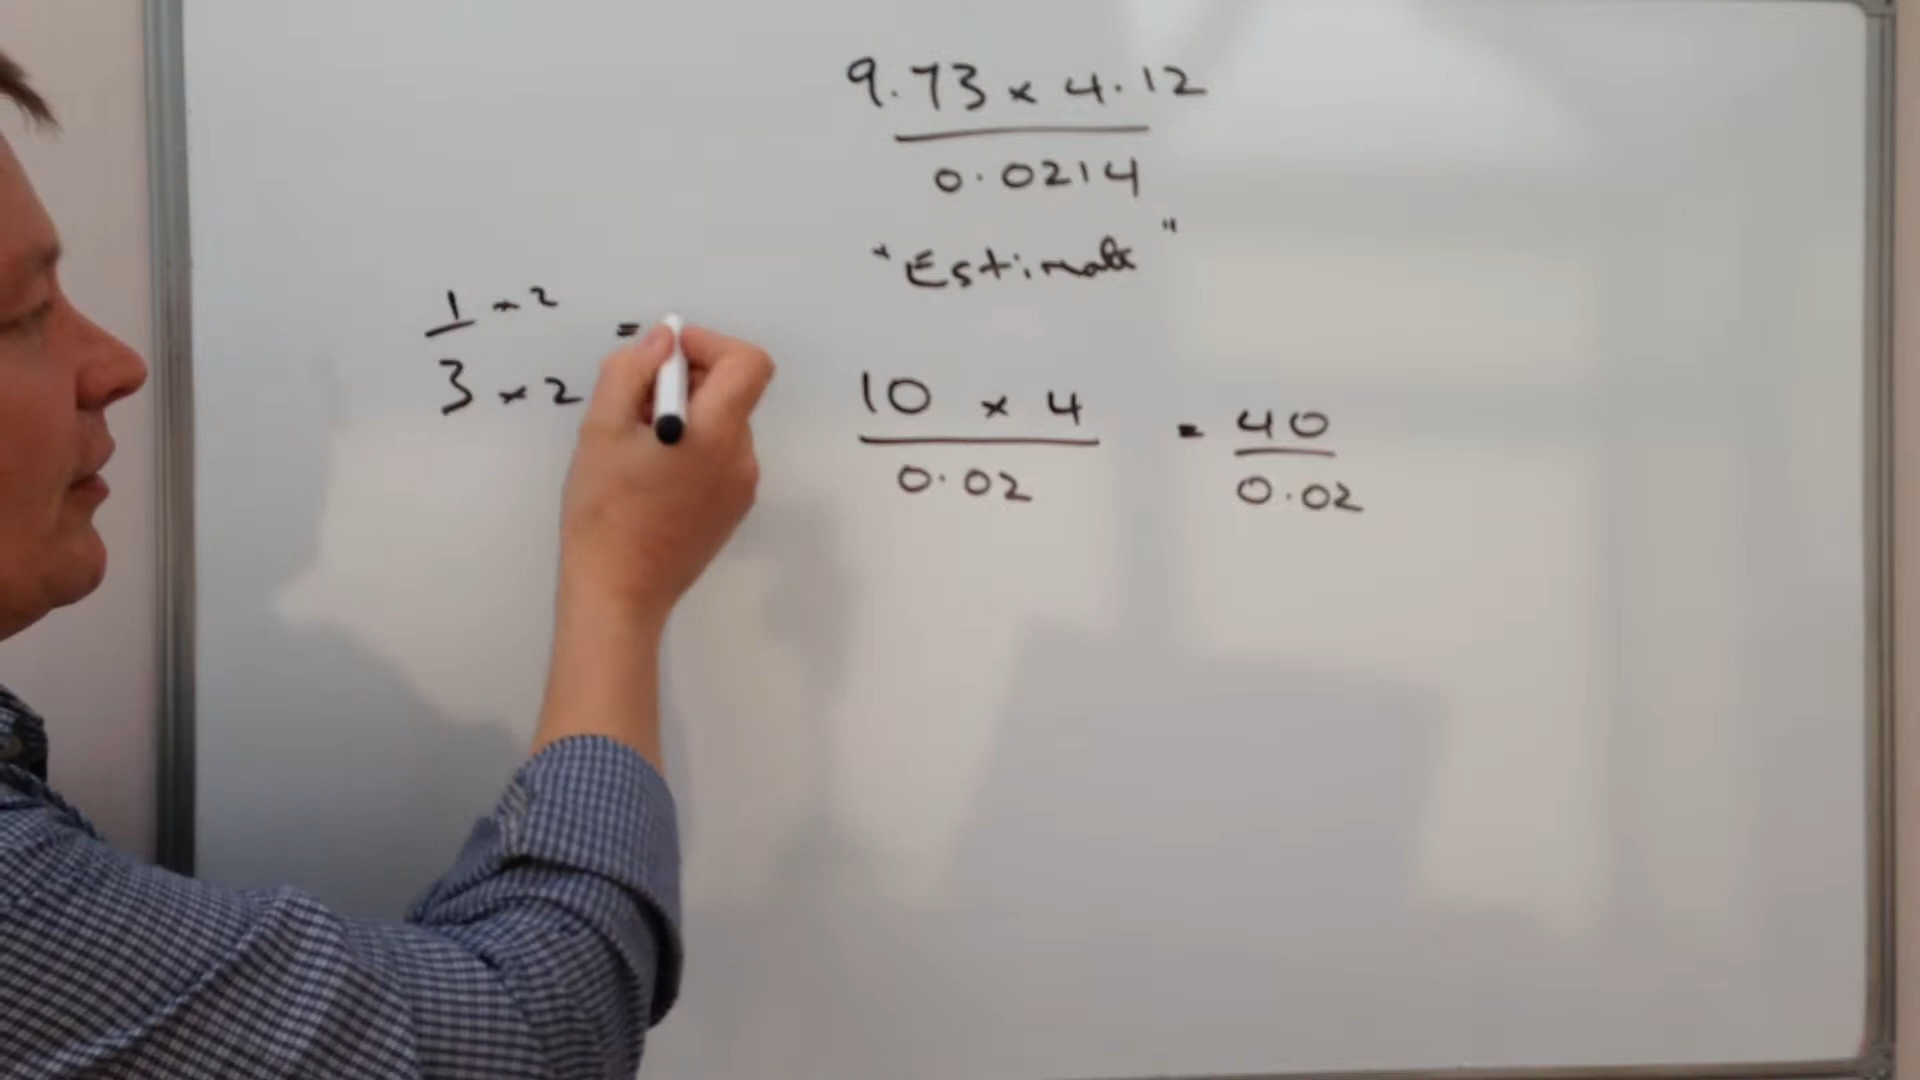 9.73 × 4.12
0.0214
"Estimate"
1 × 2
3 × 2 =
10 × 4
0.02
= 40
0.02